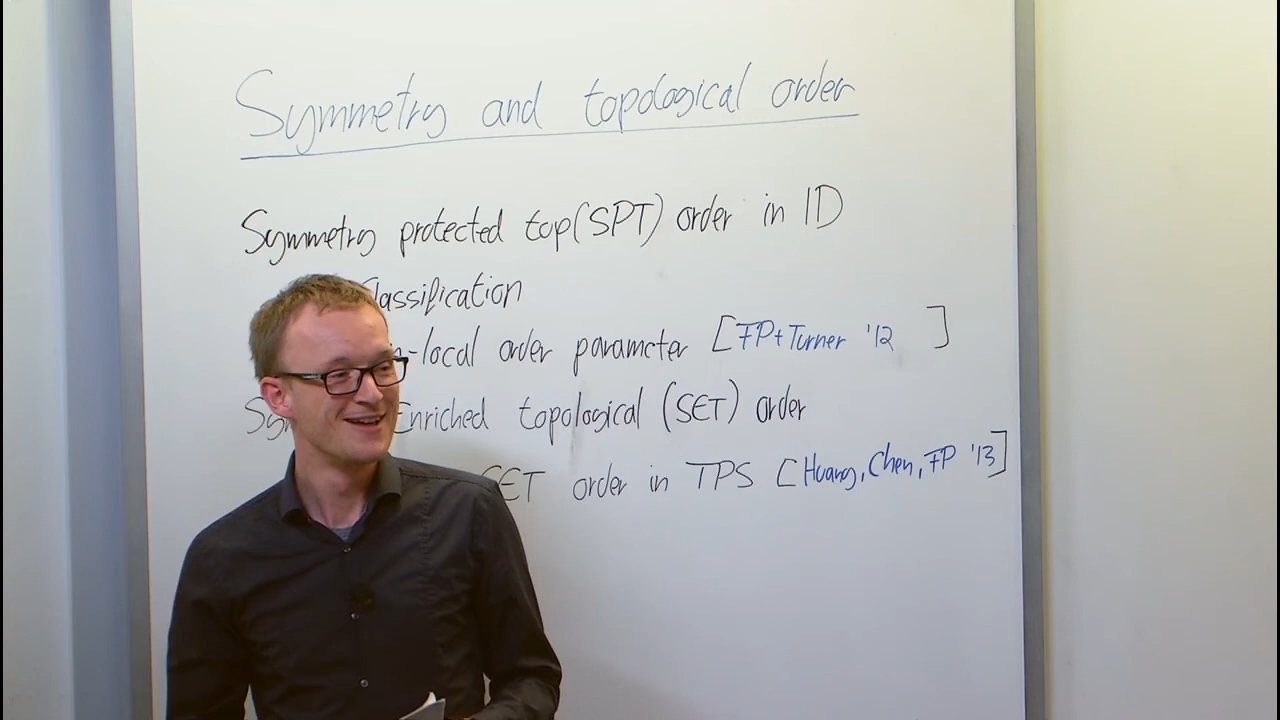 Symmetry and topological order
Symmetry protected top(SPT) order in 1D
Classification
-local order parameter [FP+Turner '12 ]
Sy Enriched topological (SET) order
SET order in TPS [Huang, Chen, FP '13]